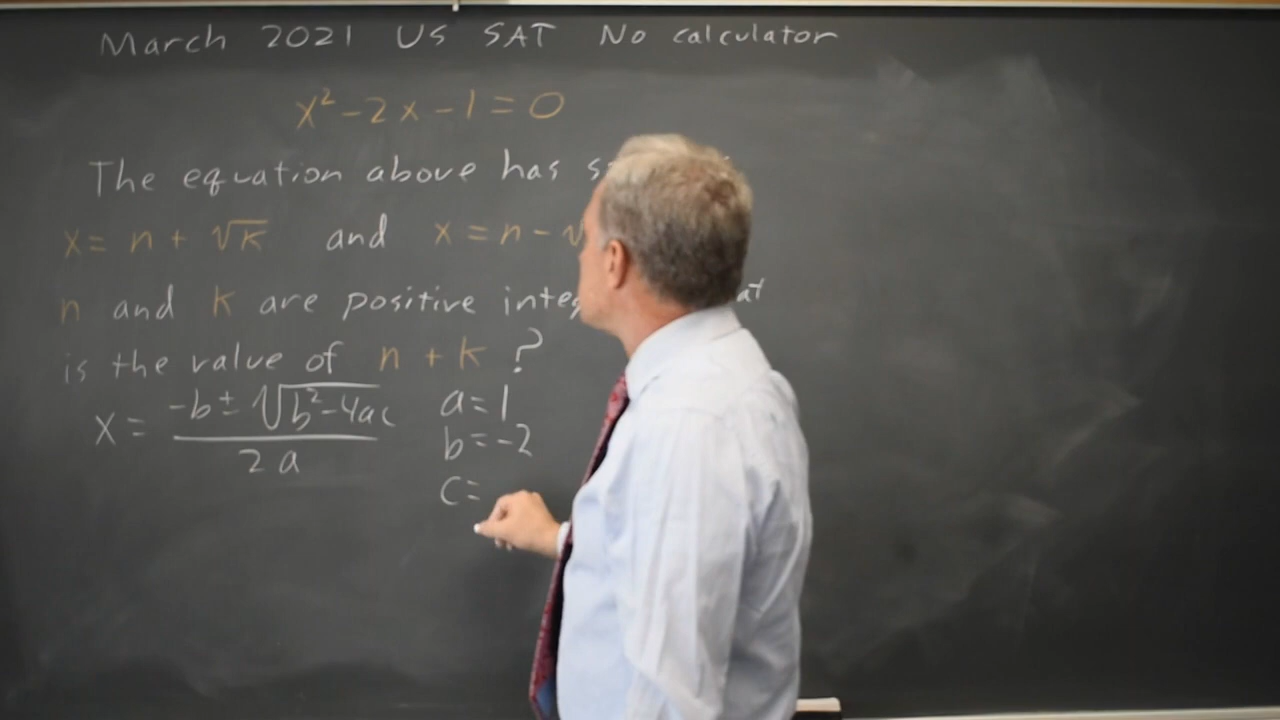 March 2021 US SAT No calculator
x² - 2x - 1 = 0
The equation above has
x = n + √k and x = n -
n and k are positive
is the value of n + k ?
x = (-b ± √(b² - 4ac)) / 2a
a = 1
b = -2
c =